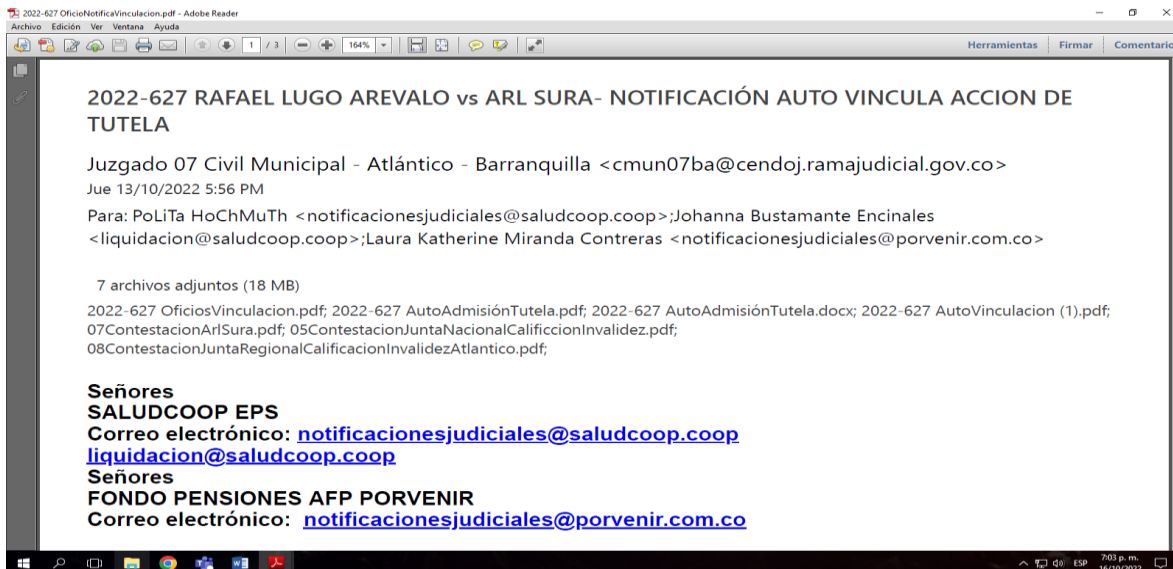 2022-627 OficioNotificaVinculacion.pdf - Adobe Reader
Archivo Edición Ver Ventana Ayuda
1 / 3 164% Herramientas Firmar Comentario
2022-627 RAFAEL LUGO AREVALO vs ARL SURA- NOTIFICACIÓN AUTO VINCULA ACCION DE
TUTELA
Juzgado 07 Civil Municipal - Atlántico - Barranquilla <cmun07ba@cendoj.ramajudicial.gov.co>
Jue 13/10/2022 5:56 PM
Para: PoLiTa HoChMuTh <notificacionesjudiciales@saludcoop.coop>;Johanna Bustamante Encinales
<liquidacion@saludcoop.coop>;Laura Katherine Miranda Contreras <notificacionesjudiciales@porvenir.com.co>
7 archivos adjuntos (18 MB)
2022-627 OficiosVinculacion.pdf; 2022-627 AutoAdmisiónTutela.pdf; 2022-627 AutoAdmisiónTutela.docx; 2022-627 AutoVinculacion (1).pdf;
07ContestacionArlSura.pdf; 05ContestacionJuntaNacionalCalificcionInvalidez.pdf;
08ContestacionJuntaRegionalCalificacionInvalidezAtlantico.pdf;
Señores
SALUDCOOP EPS
Correo electrónico: notificacionesjudiciales@saludcoop.coop
liquidacion@saludcoop.coop
Señores
FONDO PENSIONES AFP PORVENIR
Correo electrónico: notificacionesjudiciales@porvenir.com.co
ESP 7:03 p. m.
16/10/2022